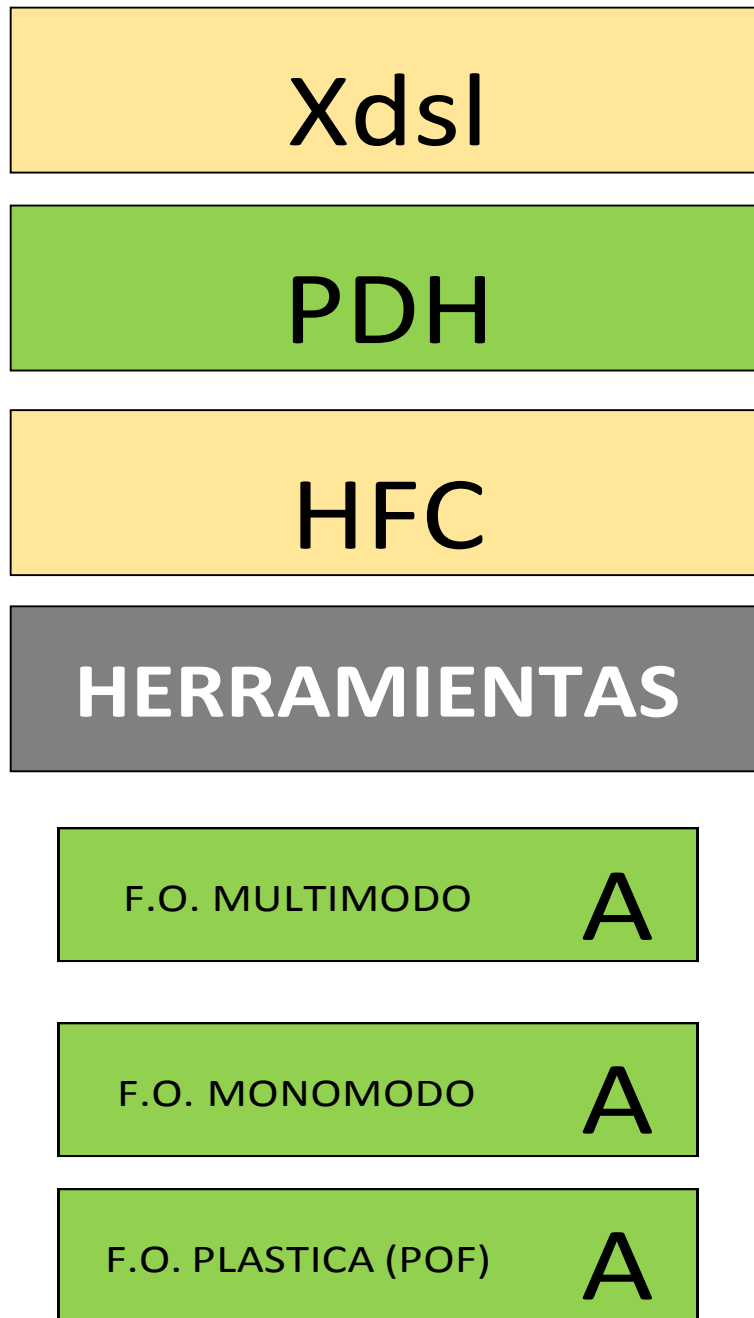 Xdsl
PDH
HFC
HERRAMIENTAS
F.O. MULTIMODO A
F.O. MONOMODO A
F.O. PLASTICA (POF) A